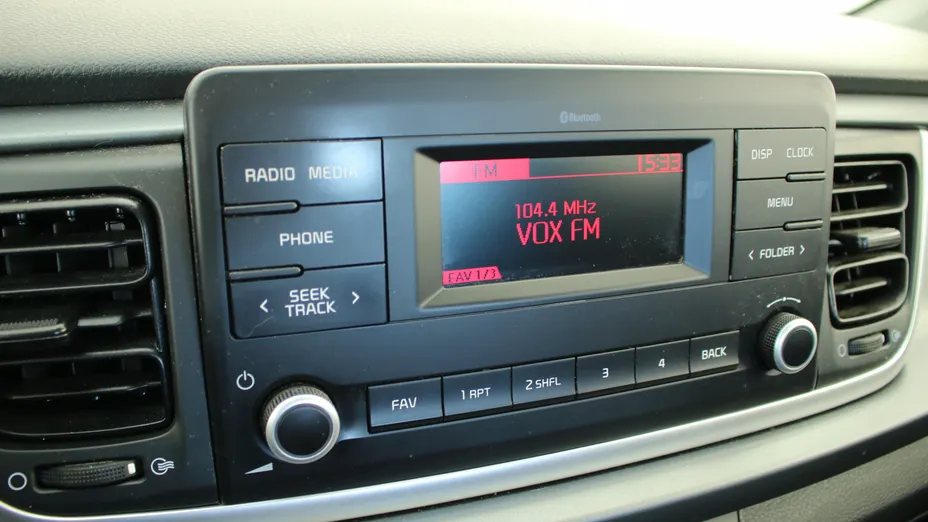 Bluetooth
RADIO MEDIA
PHONE
< SEEK TRACK >
FM 15:33
104.4 MHz
VOX FM
FAV 1/3
DISP CLOCK
MENU
< FOLDER >
FAV
1 RPT
2 SHFL
3
4
BACK